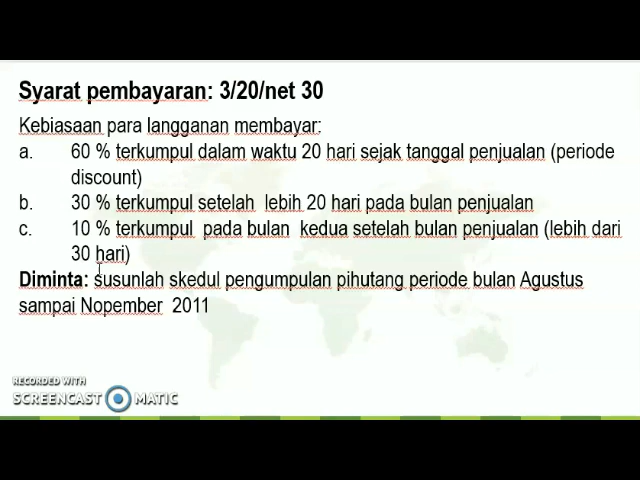 Syarat pembayaran: 3/20/net 30
Kebiasaan para langganan membayar:
a. 60 % terkumpul dalam waktu 20 hari sejak tanggal penjualan (periode
discount)
b. 30 % terkumpul setelah lebih 20 hari pada bulan penjualan
c. 10 % terkumpul pada bulan kedua setelah bulan penjualan (lebih dari
30 hari)
Diminta: susunlah skedul pengumpulan pihutang periode bulan Agustus
sampai Nopember 2011
RECORDED WITH
SCREENCAST MATIC